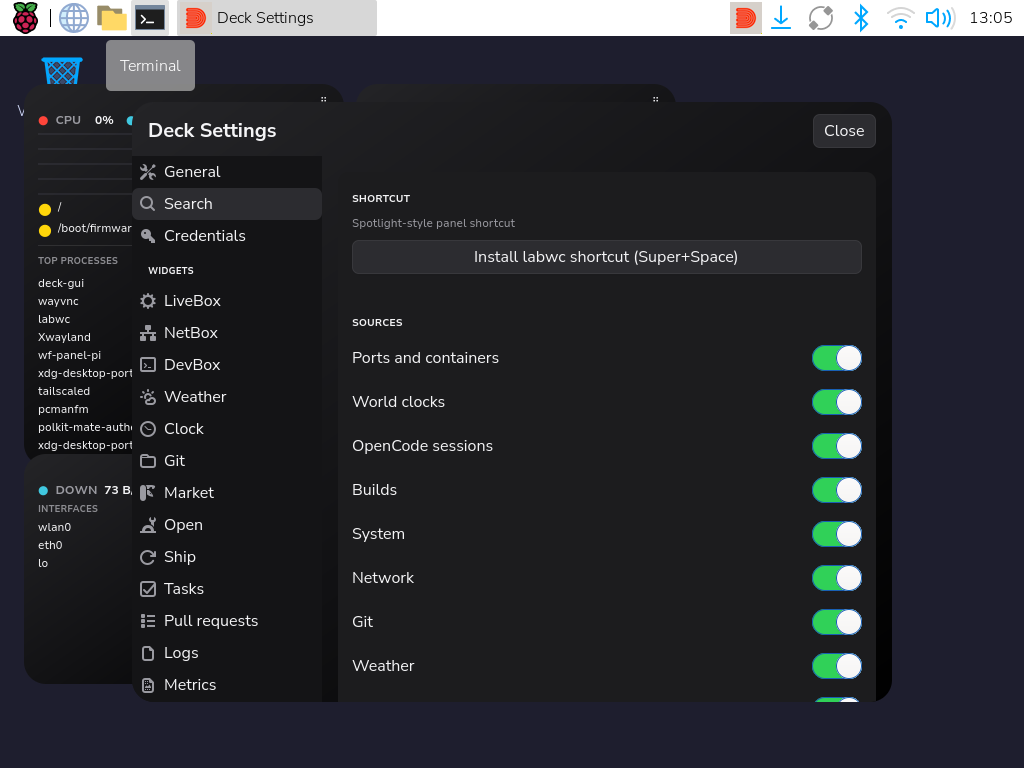 Deck Settings
13:05
Terminal
CPU 0%
/
/boot/firmwar
TOP PROCESSES
deck-gui
wayvnc
labwc
Xwayland
wf-panel-pi
xdg-desktop-port
tailscaled
pcmanfm
polkit-mate-authe
xdg-desktop-port
DOWN 73 B/
INTERFACES
wlan0
eth0
lo
Deck Settings
Close
General
Search
Credentials
WIDGETS
LiveBox
NetBox
DevBox
Weather
Clock
Git
Market
Open
Ship
Tasks
Pull requests
Logs
Metrics
SHORTCUT
Spotlight-style panel shortcut
Install labwc shortcut (Super+Space)
SOURCES
Ports and containers
World clocks
OpenCode sessions
Builds
System
Network
Git
Weather